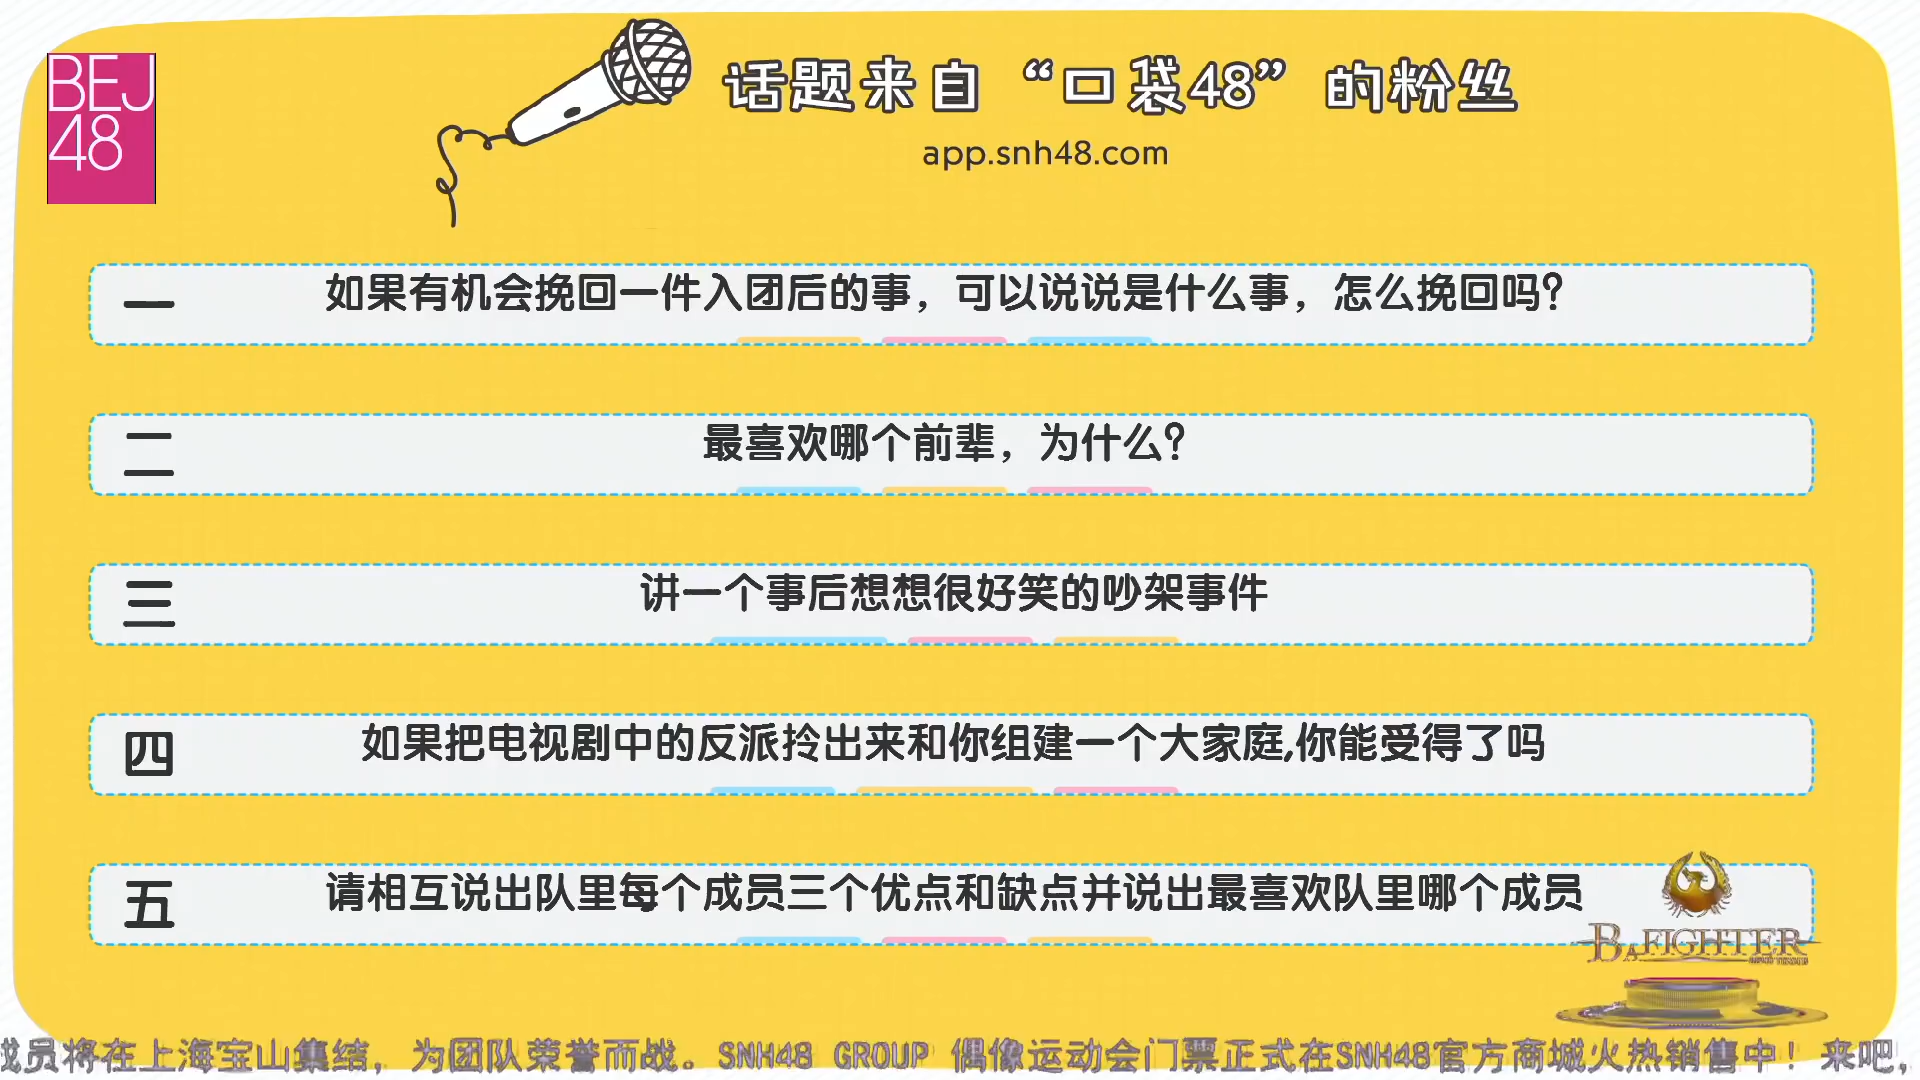 BEJ
48
话题来自“口袋48”的粉丝
app.snh48.com
一 如果有机会挽回一件入团后的事，可以说说是什么事，怎么挽回吗？
二 最喜欢哪个前辈，为什么？
三 讲一个事后想想很好笑的吵架事件
四 如果把电视剧中的反派拎出来和你组建一个大家庭,你能受得了吗
五 请相互说出队里每个成员三个优点和缺点并说出最喜欢队里哪个成员
BAFIGHTER
成员将在上海宝山集结，为团队荣誉而战。SNH48 GROUP 偶像运动会门票正式在SNH48官方商城火热销售中！来吧，